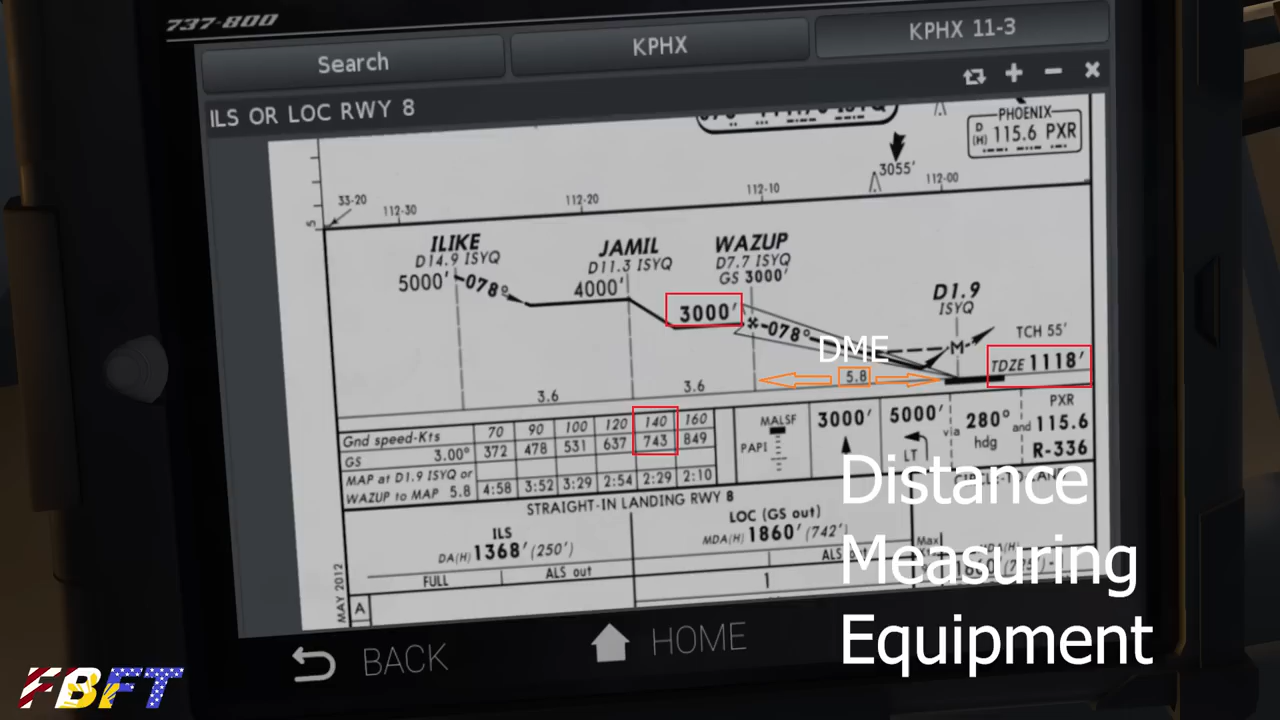 737-800
Search
KPHX
KPHX 11-3
ILS OR LOC RWY 8
PHOENIX
D
(H) 115.6 PXR
3055'
33-20
112-30
112-20
112-10
112-00
5
ILIKE
D14.9 ISYQ
5000'
078°
JAMIL
D11.3 ISYQ
4000'
WAZUP
D7.7 ISYQ
GS 3000'
3000'
078°
D1.9
ISYQ
M
TCH 55'
TDZE 1118'
DME
3.6
3.6
5.8
Gnd speed-Kts 70 90 100 120 140 160
GS 3.00° 372 478 531 637 743 849
MAP at D1.9 ISYQ or
WAZUP to MAP 5.8 4:58 3:52 3:29 2:54 2:29 2:10
MALSF
PAPI
3000'
5000'
LT
via 280°
hdg
and
PXR
115.6
R-336
STRAIGHT-IN LANDING RWY 8
ILS
DA(H) 1368' (250')
FULL
ALS out
LOC (GS out)
MDA(H) 1860' (742')
1
MAY 2012
A
Distance
Measuring
Equipment
BACK
HOME
FBFT